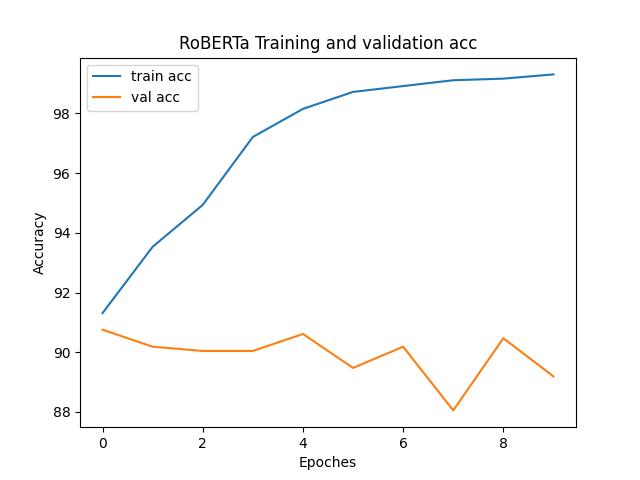 RoBERTa Training and validation acc
train acc
val acc
Accuracy
98
96
94
92
90
88
0 2 4 6 8
Epoches